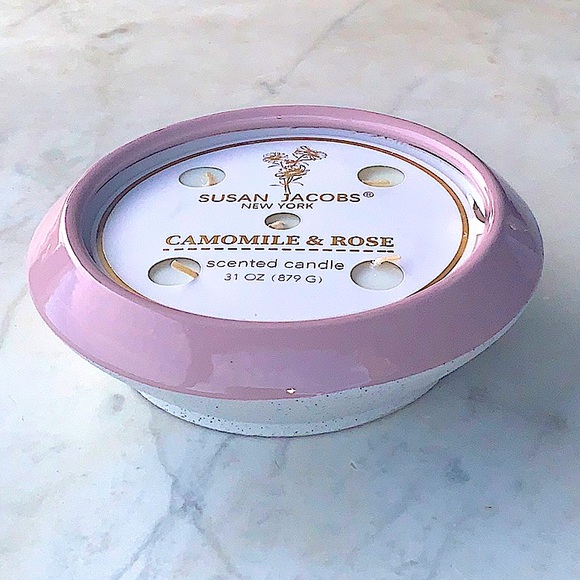 SUSAN JACOBS®
NEW YORK
CAMOMILE & ROSE
scented candle
31 OZ (879 G)